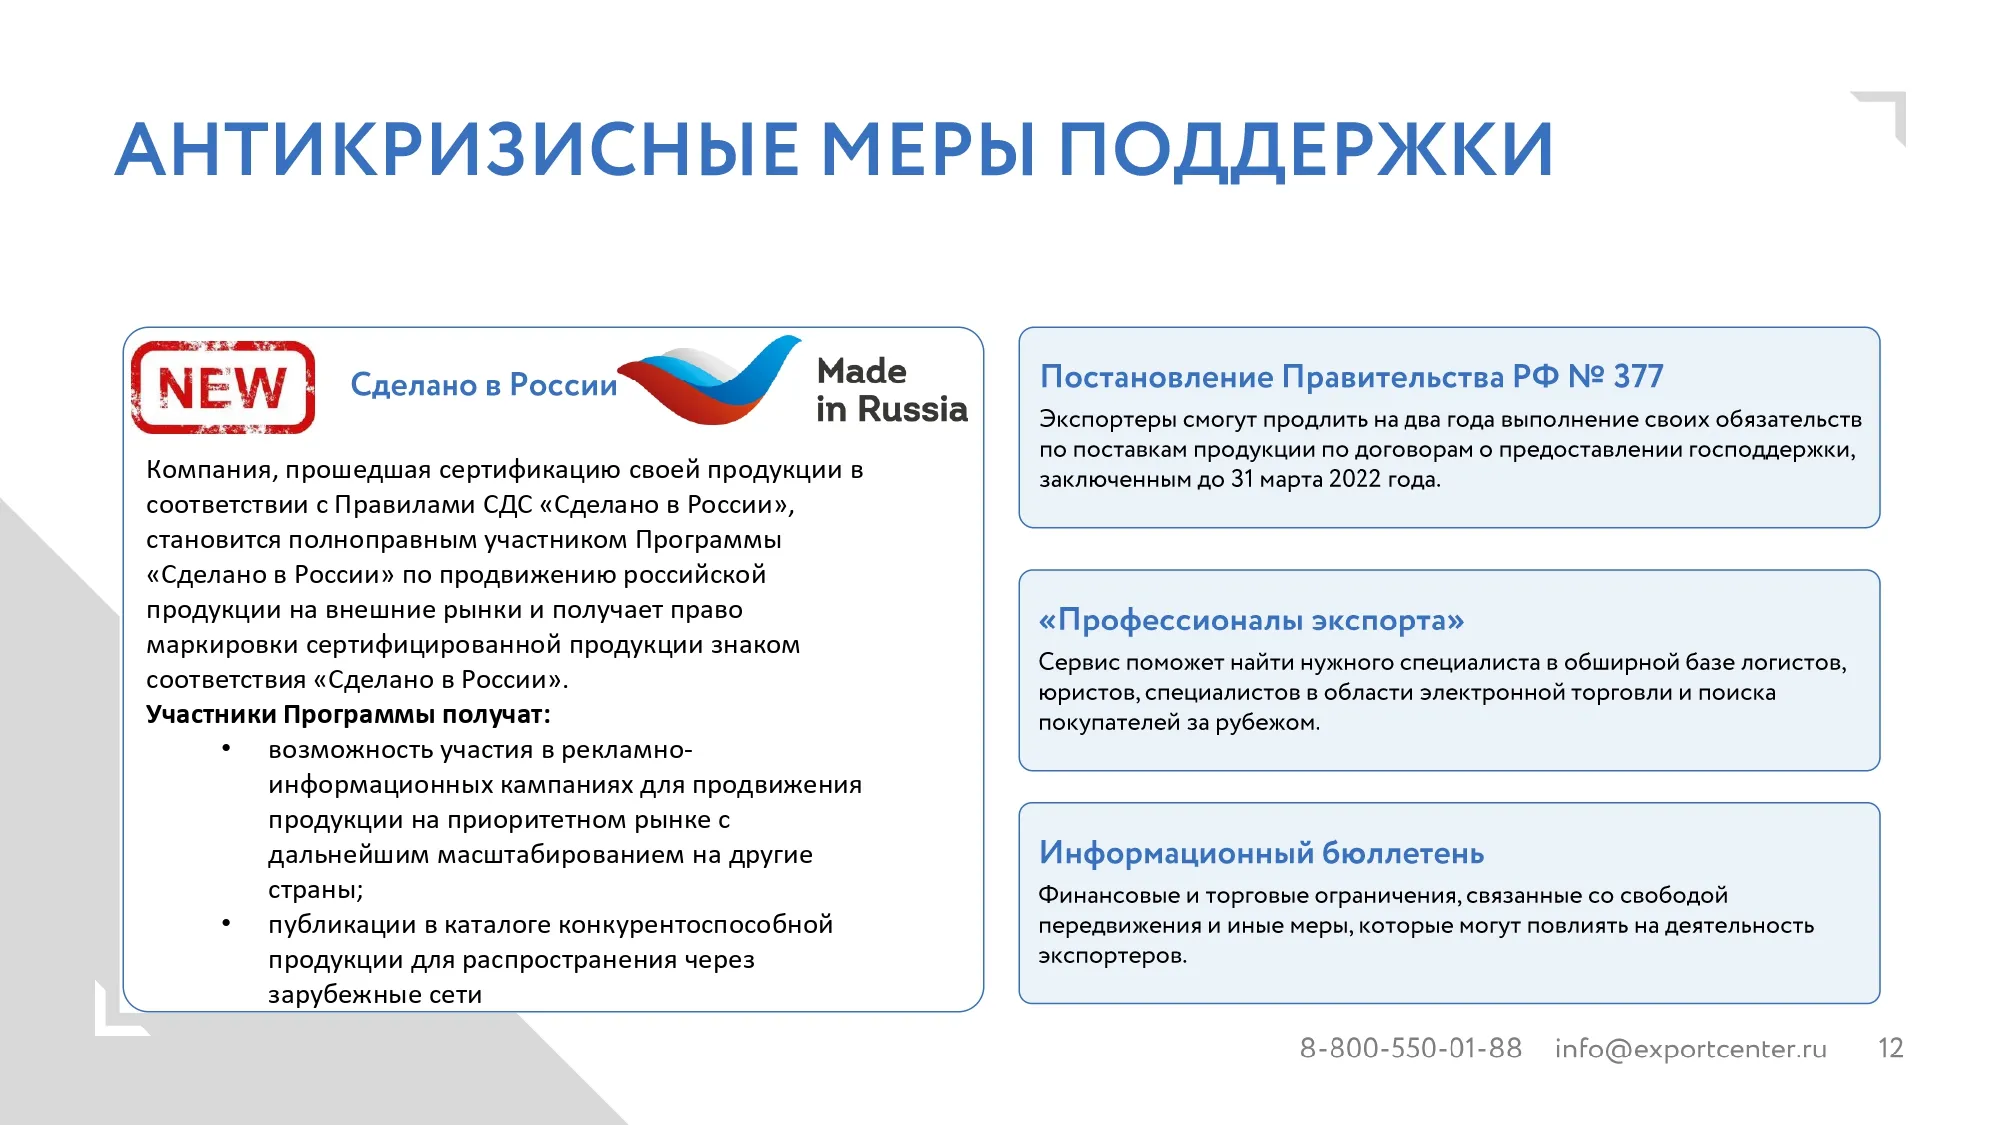 АНТИКРИЗИСНЫЕ МЕРЫ ПОДДЕРЖКИ
NEW
Сделано в России
Made
in Russia
Компания, прошедшая сертификацию своей продукции в
соответствии с Правилами СДС «Сделано в России»,
становится полноправным участником Программы
«Сделано в России» по продвижению российской
продукции на внешние рынки и получает право
маркировки сертифицированной продукции знаком
соответствия «Сделано в России».
Участники Программы получат:
• возможность участия в рекламно-
информационных кампаниях для продвижения
продукции на приоритетном рынке с
дальнейшим масштабированием на другие
страны;
• публикации в каталоге конкурентоспособной
продукции для распространения через
зарубежные сети
Постановление Правительства РФ № 377
Экспортеры смогут продлить на два года выполнение своих обязательств
по поставкам продукции по договорам о предоставлении господдержки,
заключенным до 31 марта 2022 года.
«Профессионалы экспорта»
Сервис поможет найти нужного специалиста в обширной базе логистов,
юристов, специалистов в области электронной торговли и поиска
покупателей за рубежом.
Информационный бюллетень
Финансовые и торговые ограничения, связанные со свободой
передвижения и иные меры, которые могут повлиять на деятельность
экспортеров.
8-800-550-01-88 info@exportcenter.ru 12